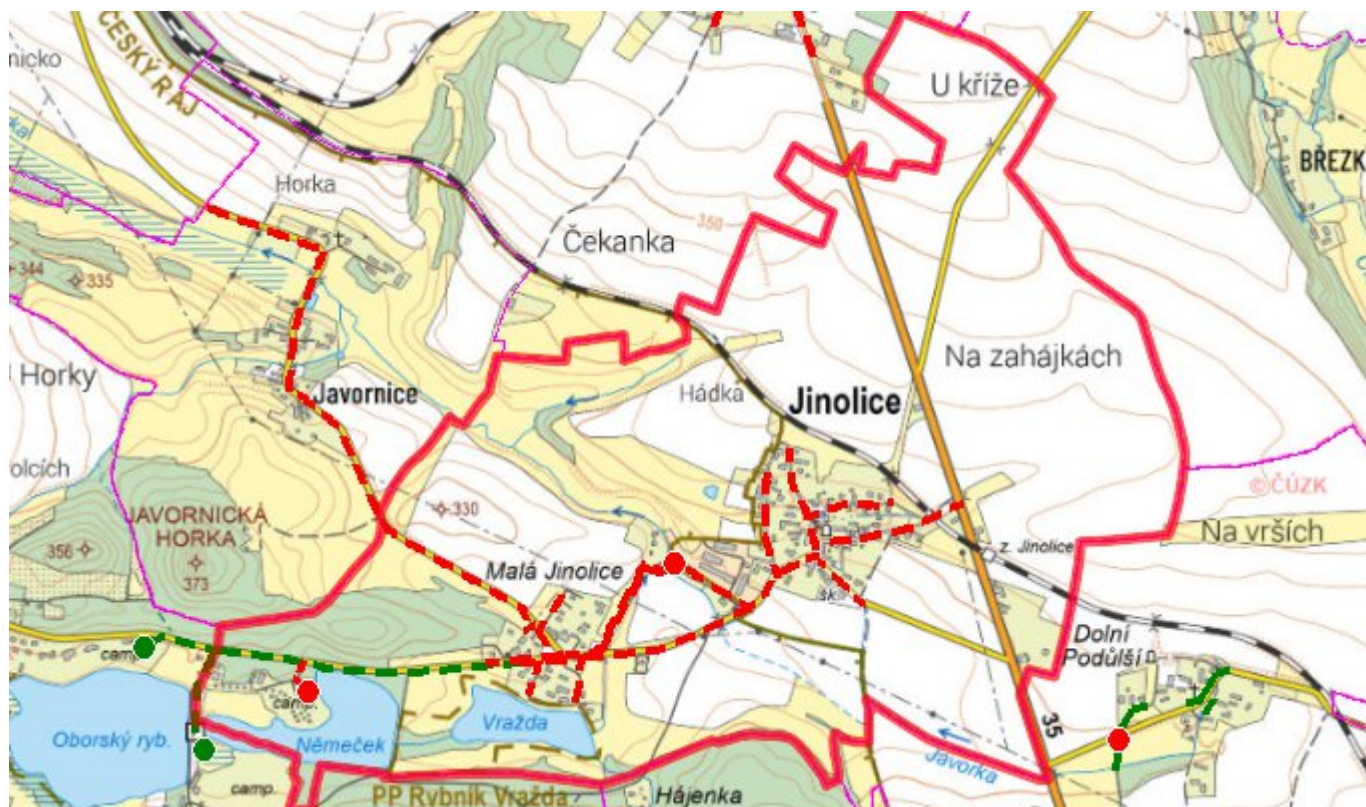 nicko
ČESKÝ RÁJ
Horka
U kříže
BŘEZK
350
Čekanka
344
335
Horky
Javornice
Hádka
Jinolice
Na zahájkách
olcích
©ČÚZK
330
JAVORNICKÁ
HORKA
356
373
Na vrších
z. Jinolice
Malá Jinolice
šk.
Dolní
Podůlší
camp.
camp.
Vražda
35
Oborský ryb.
Němeček
Javorka
camp.
PP Rybník Vražda
Hájenka